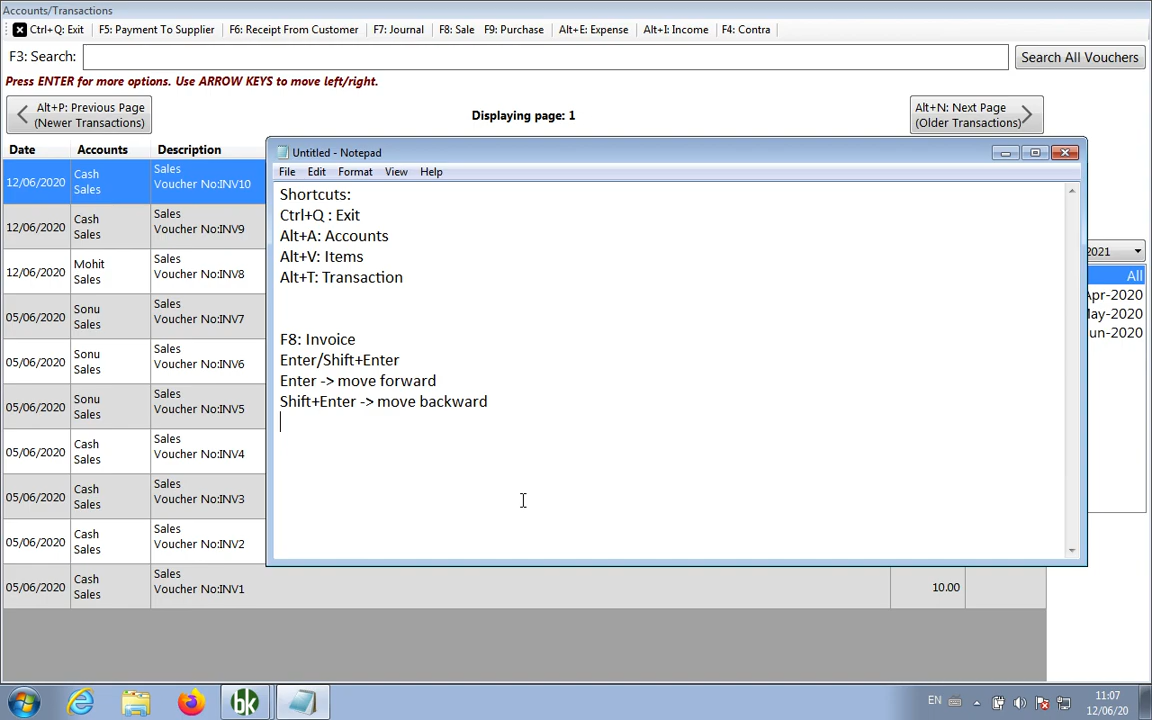 Accounts/Transactions
Ctrl+Q: Exit F5: Payment To Supplier F6: Receipt From Customer F7: Journal F8: Sale F9: Purchase Alt+E: Expense Alt+I: Income F4: Contra
F3: Search: Search All Vouchers
Press ENTER for more options. Use ARROW KEYS to move left/right.
Alt+P: Previous Page
(Newer Transactions)
Displaying page: 1
Alt+N: Next Page
(Older Transactions)
Date Accounts Description
12/06/2020 Cash
Sales
Sales
Voucher No:INV10
12/06/2020 Cash
Sales
Sales
Voucher No:INV9
12/06/2020 Mohit
Sales
Sales
Voucher No:INV8
05/06/2020 Sonu
Sales
Sales
Voucher No:INV7
05/06/2020 Sonu
Sales
Sales
Voucher No:INV6
05/06/2020 Sonu
Sales
Sales
Voucher No:INV5
05/06/2020 Cash
Sales
Sales
Voucher No:INV4
05/06/2020 Cash
Sales
Sales
Voucher No:INV3
05/06/2020 Cash
Sales
Sales
Voucher No:INV2
05/06/2020 Cash
Sales
Sales
Voucher No:INV1
10.00
Untitled - Notepad
File Edit Format View Help
Shortcuts:
Ctrl+Q : Exit
Alt+A: Accounts
Alt+V: Items
Alt+T: Transaction
F8: Invoice
Enter/Shift+Enter
Enter -> move forward
Shift+Enter -> move backward
2021
All
Apr-2020
May-2020
un-2020
bk
EN
11:07
12/06/20